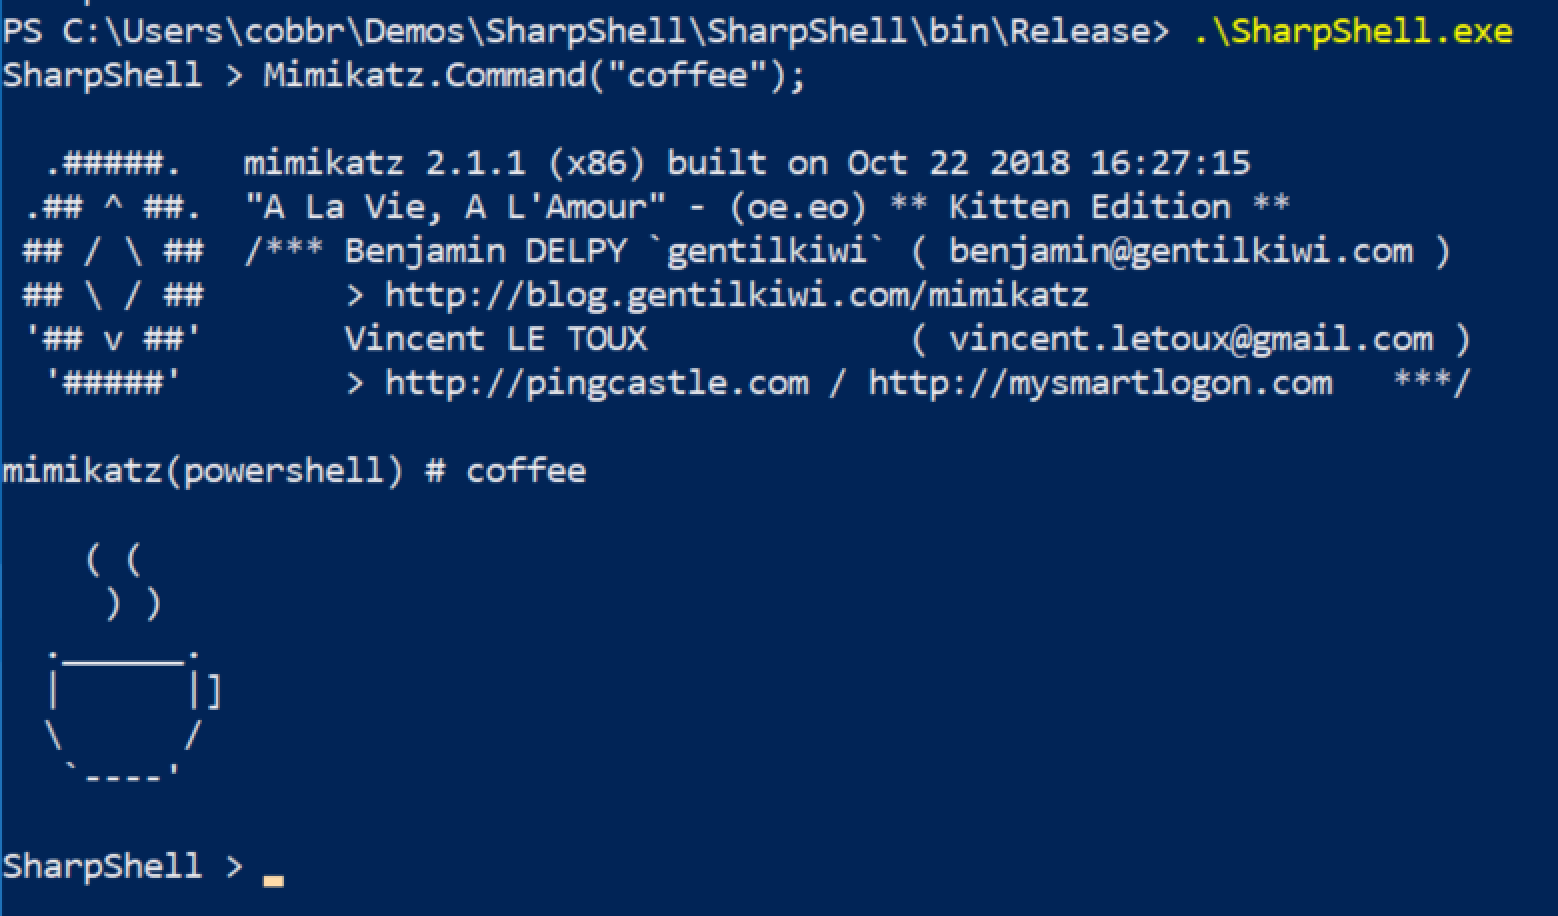 PS C:\Users\cobbr\Demos\SharpShell\SharpShell\bin\Release> .\SharpShell.exe
SharpShell > Mimikatz.Command("coffee");

  .#####.   mimikatz 2.1.1 (x86) built on Oct 22 2018 16:27:15
 .## ^ ##.  "A La Vie, A L'Amour" - (oe.eo) ** Kitten Edition **
 ## / \ ##  /*** Benjamin DELPY `gentilkiwi` ( benjamin@gentilkiwi.com )
 ## \ / ##       > http://blog.gentilkiwi.com/mimikatz
 '## v ##'       Vincent LE TOUX             ( vincent.letoux@gmail.com )
  '#####'        > http://pingcastle.com / http://mysmartlogon.com   ***/

mimikatz(powershell) # coffee

    ( (
     ) )
  .______.
  |      |]
  \      /
   `----'

SharpShell >